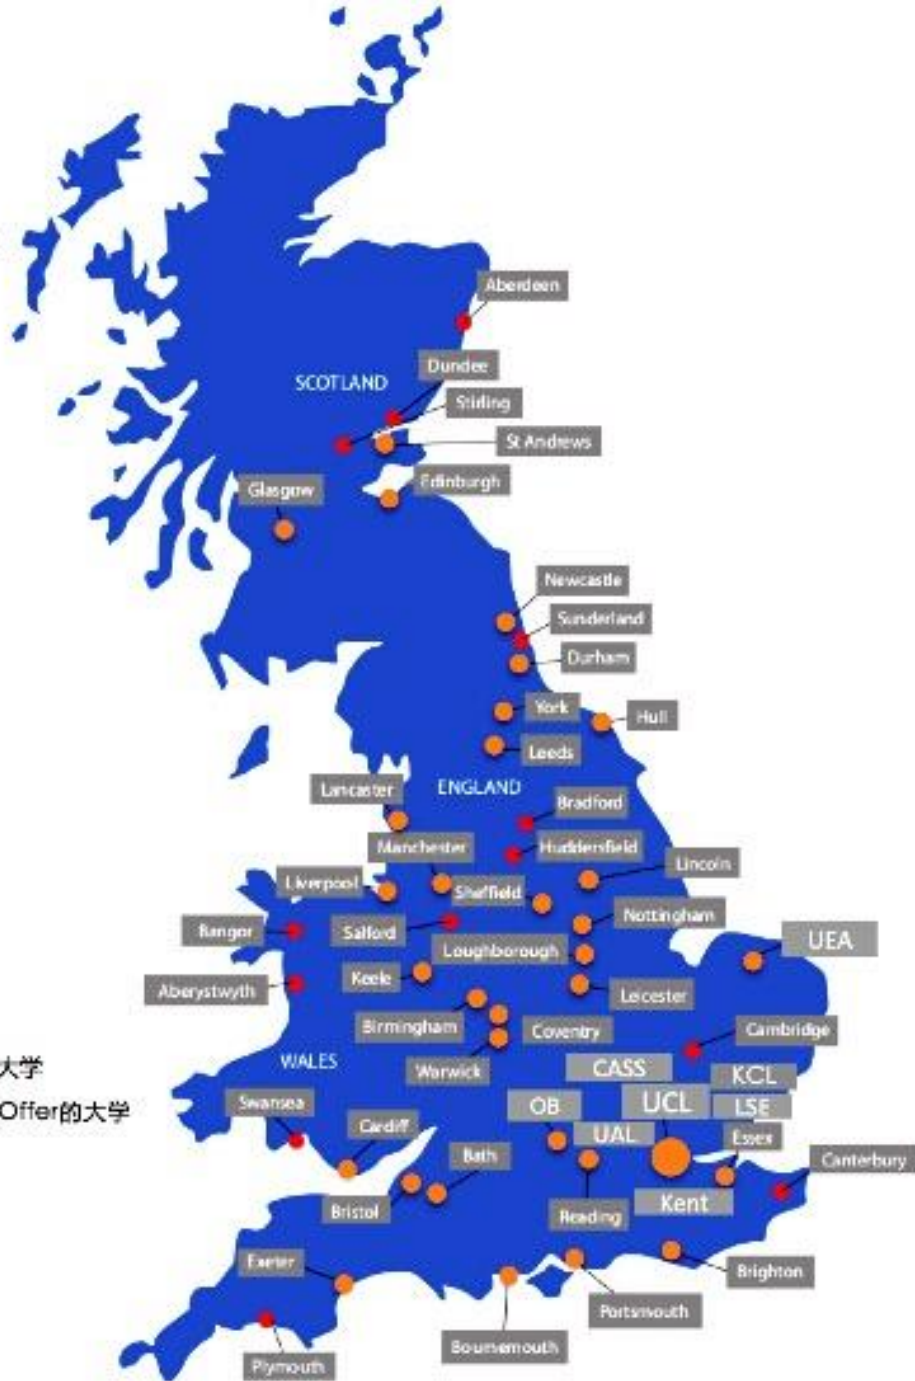 Aberdeen
Dundee
SCOTLAND
Stirling
St Andrews
Edinburgh
Glasgow
Newcastle
Sunderland
Durham
York
Hull
Leeds
ENGLAND
Lancaster
Bradford
Manchester
Huddersfield
Lincoln
Liverpool
Sheffield
Nottingham
Bangor
Salford
UEA
Loughborough
Keele
Aberystwyth
Leicester
Birmingham
Coventry
Cambridge
WALES
大学
Warwick
CASS
KCL
Swansea
OB
UCL
LSE
Offer的大学
Cardiff
UAL
Essex
Bath
Canterbury
Bristol
Reading
Kent
Exeter
Brighton
Portsmouth
Bournemouth
Plymouth